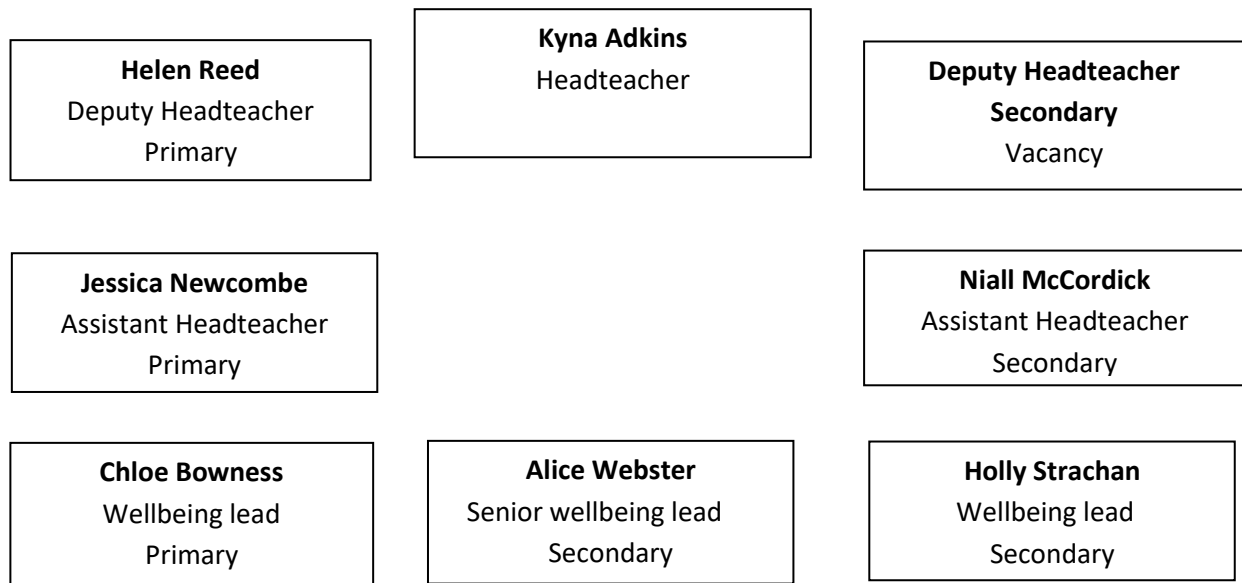 Kyna Adkins
Headteacher
Helen Reed
Deputy Headteacher
Primary
Deputy Headteacher
Secondary
Vacancy
Jessica Newcombe
Assistant Headteacher
Primary
Niall McCordick
Assistant Headteacher
Secondary
Chloe Bowness
Wellbeing lead
Primary
Alice Webster
Senior wellbeing lead
Secondary
Holly Strachan
Wellbeing lead
Secondary